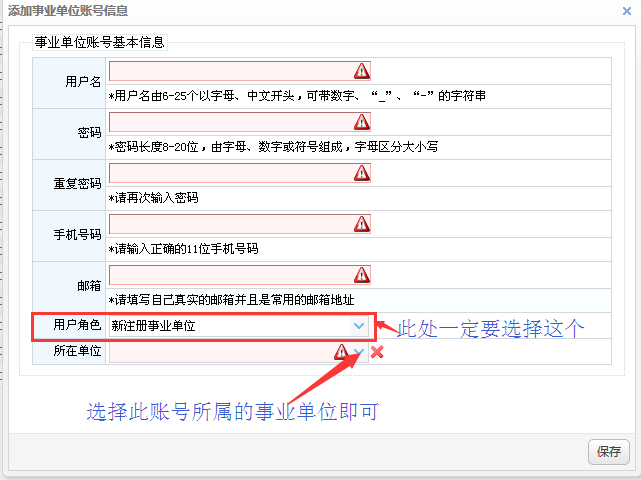 添加事业单位账号信息
事业单位账号基本信息
用户名
*用户名由6-25个以字母、中文开头，可带数字、“_”、“-”的字符串
密码
*密码长度8-20位，由字母、数字或符号组成，字母区分大小写
重复密码
*请再次输入密码
手机号码
*请输入正确的11位手机号码
邮箱
*请填写自己真实的邮箱并且是常用的邮箱地址
用户角色 新注册事业单位 此处一定要选择这个
所在单位
选择此账号所属的事业单位即可
保存